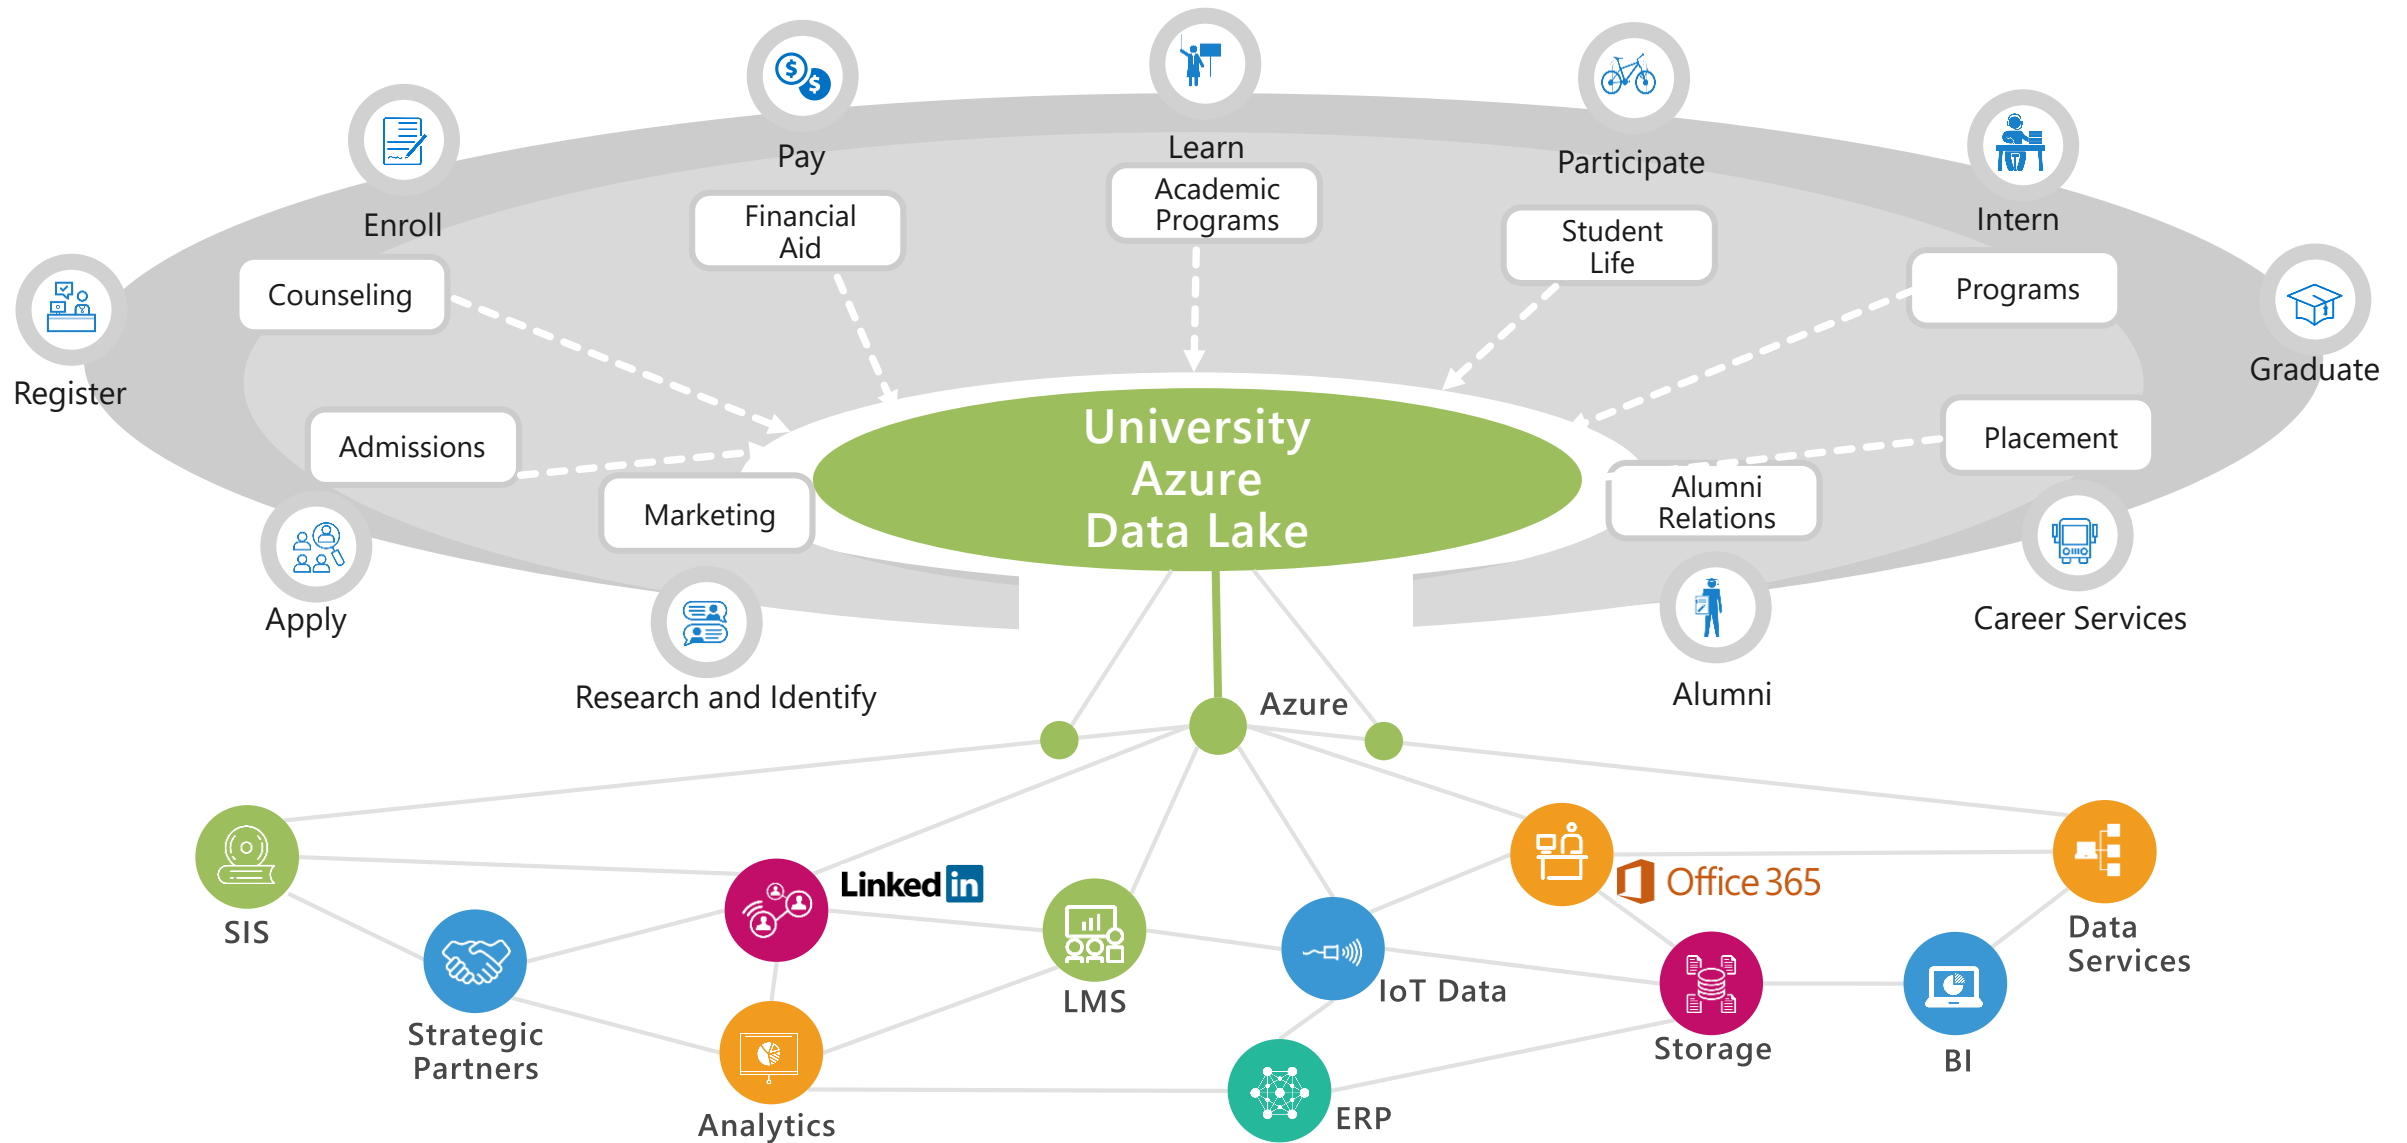 Learn
Pay
Participate
Academic
Programs
Enroll
Financial
Aid
Student
Life
Intern
Counseling
Programs
Register
Graduate
Admissions
University
Azure
Data Lake
Placement
Marketing
Alumni
Relations
Apply
Career Services
Research and Identify
Alumni
Azure
Linked in
Office 365
SIS
Data
Services
LMS
IoT Data
Strategic
Partners
Storage
BI
Analytics
ERP